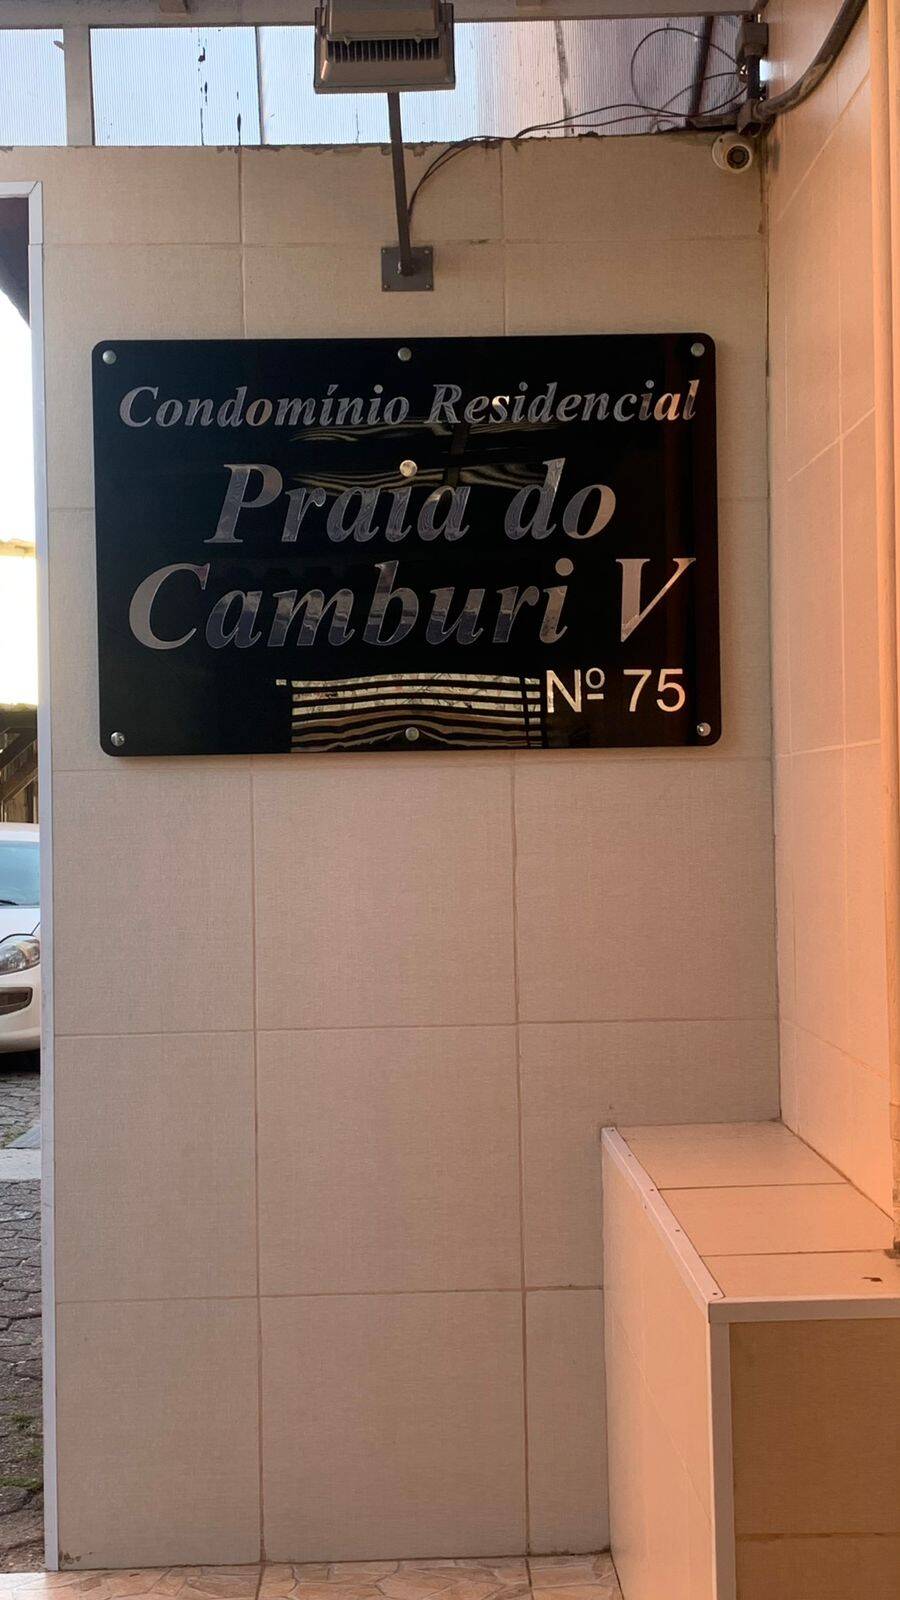 Condomínio Residencial
Praia do
Camburi V
Nº 75